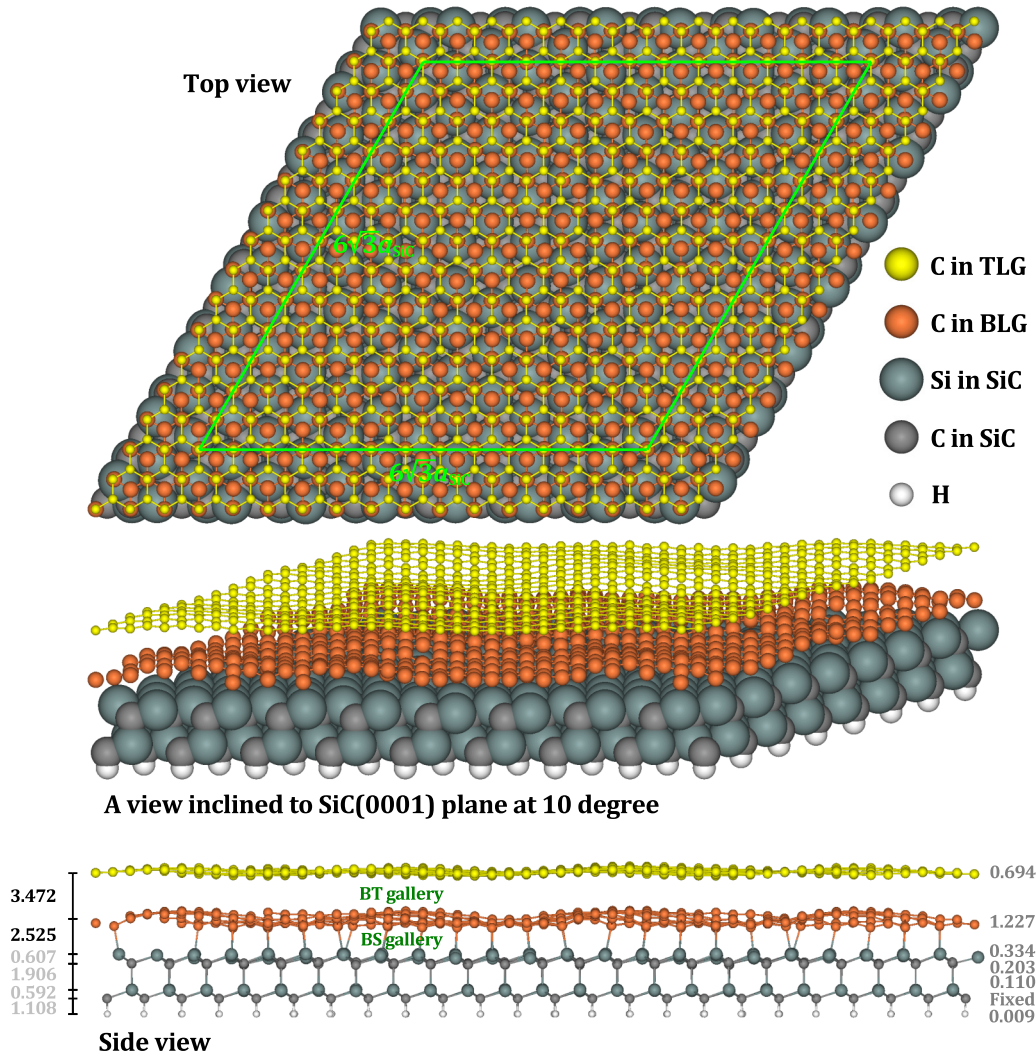 Top view
6√3aSiC
6√3aSiC
C in TLG
C in BLG
Si in SiC
C in SiC
H
A view inclined to SiC(0001) plane at 10 degree
3.472
2.525
0.607
1.906
0.592
1.108
BT gallery
BS gallery
0.694
1.227
0.334
0.203
0.110
Fixed
0.009
Side view